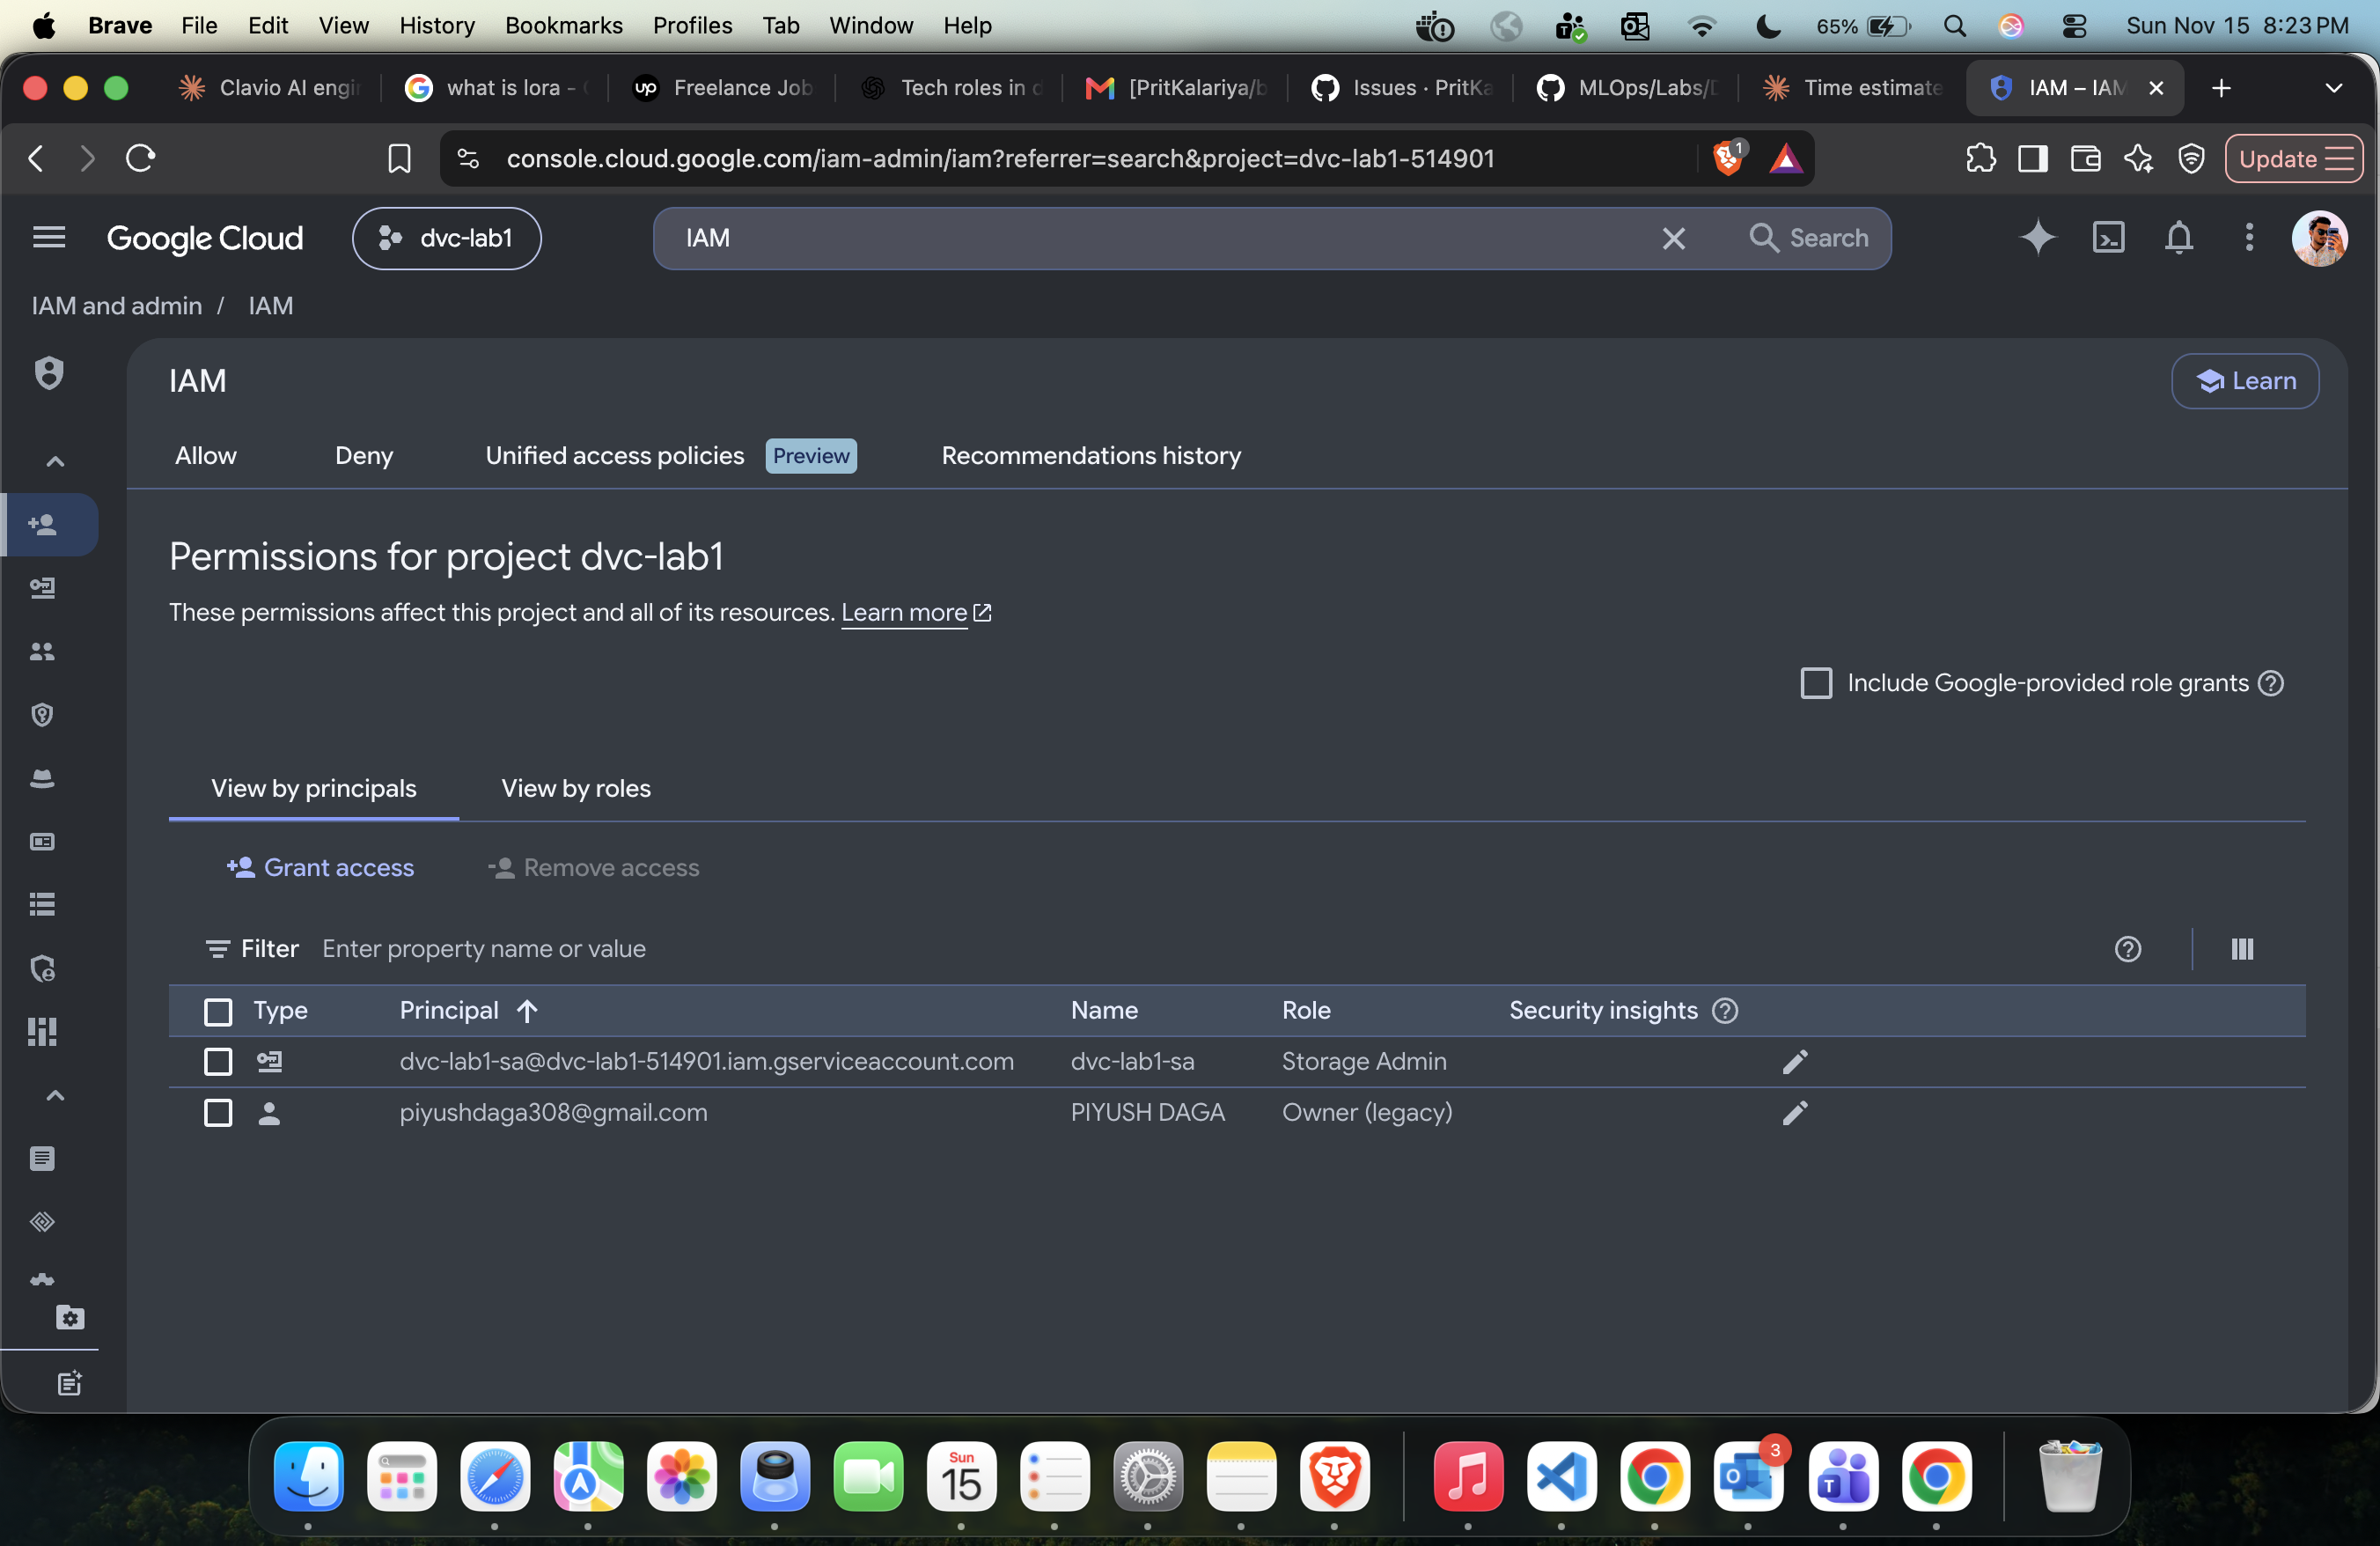 Brave File Edit View History Bookmarks Profiles Tab Window Help 65% Sun Nov 15 8:23 PM
Clavio AI engi what is lora - up Freelance Job Tech roles in [PritKalariya/b Issues · PritKa MLOps/Labs/ Time estimate IAM – IAM
console.cloud.google.com/iam-admin/iam?referrer=search&project=dvc-lab1-514901 1 Update
Google Cloud dvc-lab1 IAM Search
IAM and admin / IAM
IAM Learn
Allow Deny Unified access policies Preview Recommendations history
Permissions for project dvc-lab1
These permissions affect this project and all of its resources. Learn more
Include Google-provided role grants
View by principals View by roles
Grant access Remove access
Filter Enter property name or value
Type Principal Name Role Security insights
dvc-lab1-sa@dvc-lab1-514901.iam.gserviceaccount.com dvc-lab1-sa Storage Admin
piyushdaga308@gmail.com PIYUSH DAGA Owner (legacy)
Sun
15
3